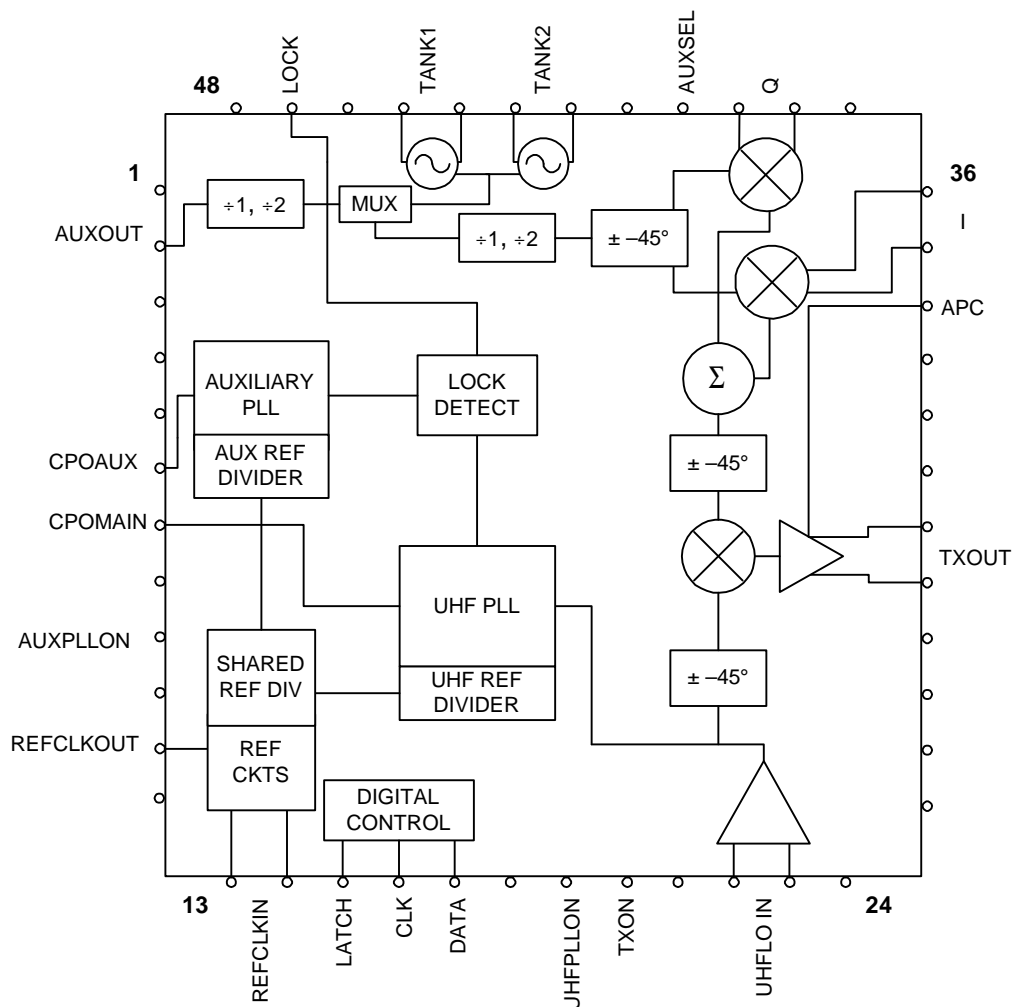 LOCK
TANK1
TANK2
AUXSEL
Q
48
1
36
÷1, ÷2
MUX
÷1, ÷2
± –45°
I
AUXOUT
APC
AUXILIARY
PLL
LOCK
DETECT
Σ
AUX REF
DIVIDER
± –45°
CPOAUX
CPOMAIN
TXOUT
UHF PLL
AUXPLLON
SHARED
REF DIV
UHF REF
DIVIDER
± –45°
REFCLKOUT
REF
CKTS
DIGITAL
CONTROL
13
24
REFCLKIN
LATCH
CLK
DATA
UHFPLLON
TXON
UHFLO IN